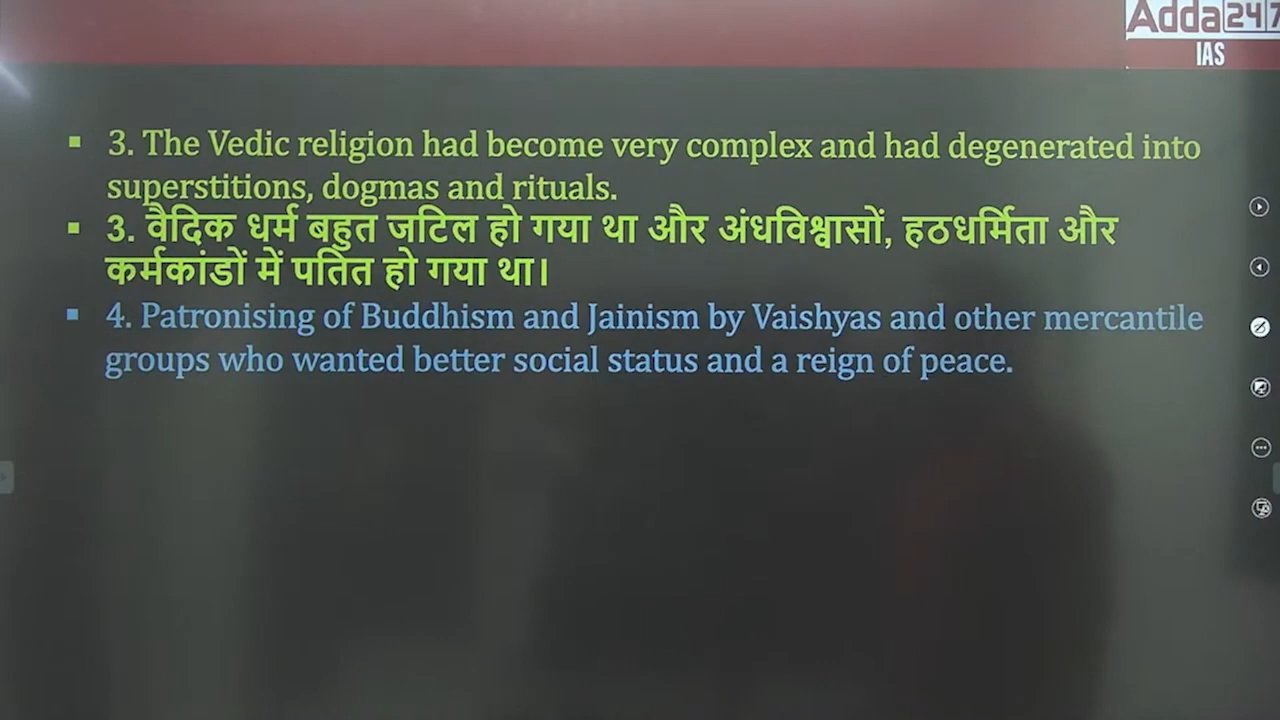 Adda247
IAS
▪ 3. The Vedic religion had become very complex and had degenerated into
superstitions, dogmas and rituals.
▪ 3. वैदिक धर्म बहुत जटिल हो गया था और अंधविश्वासों, हठधर्मिता और
कर्मकांडों में पतित हो गया था।
▪ 4. Patronising of Buddhism and Jainism by Vaishyas and other mercantile
groups who wanted better social status and a reign of peace.